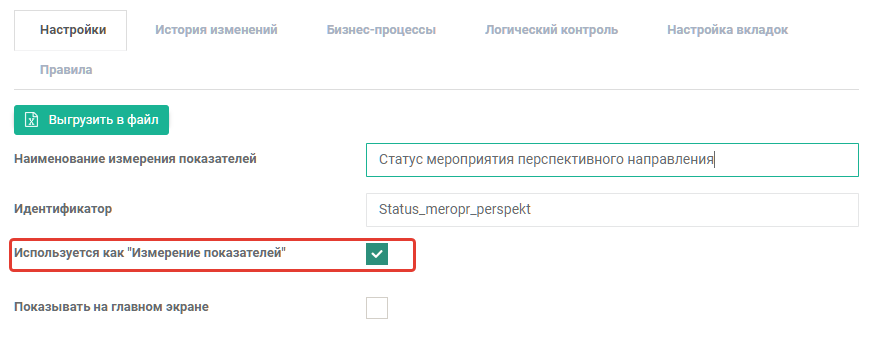 Настройки История изменений Бизнес-процессы Логический контроль Настройка вкладок
Правила
Выгрузить в файл
Наименование измерения показателей Статус мероприятия перспективного направления
Идентификатор Status_meropr_perspekt
Используется как "Измерение показателей"
Показывать на главном экране